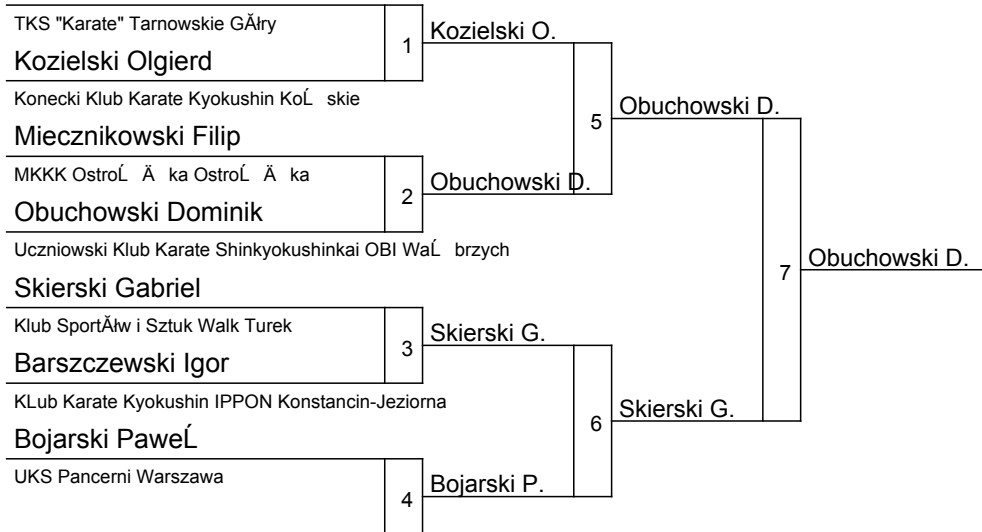 TKS "Karate" Tarnowskie GĂłry
Kozielski Olgierd
1
Kozielski O.
Konecki Klub Karate Kyokushin KoĹ skie
Miecznikowski Filip
5
Obuchowski D.
MKKK OstroĹ Ä ka OstroĹ Ä ka
Obuchowski Dominik
2
Obuchowski D.
Uczniowski Klub Karate Shinkyokushinkai OBI WaĹ brzych
Skierski Gabriel
7
Obuchowski D.
Klub SportĂłw i Sztuk Walk Turek
Barszczewski Igor
3
Skierski G.
KLub Karate Kyokushin IPPON Konstancin-Jeziorna
Bojarski PaweĹ
6
Skierski G.
UKS Pancerni Warszawa
4
Bojarski P.